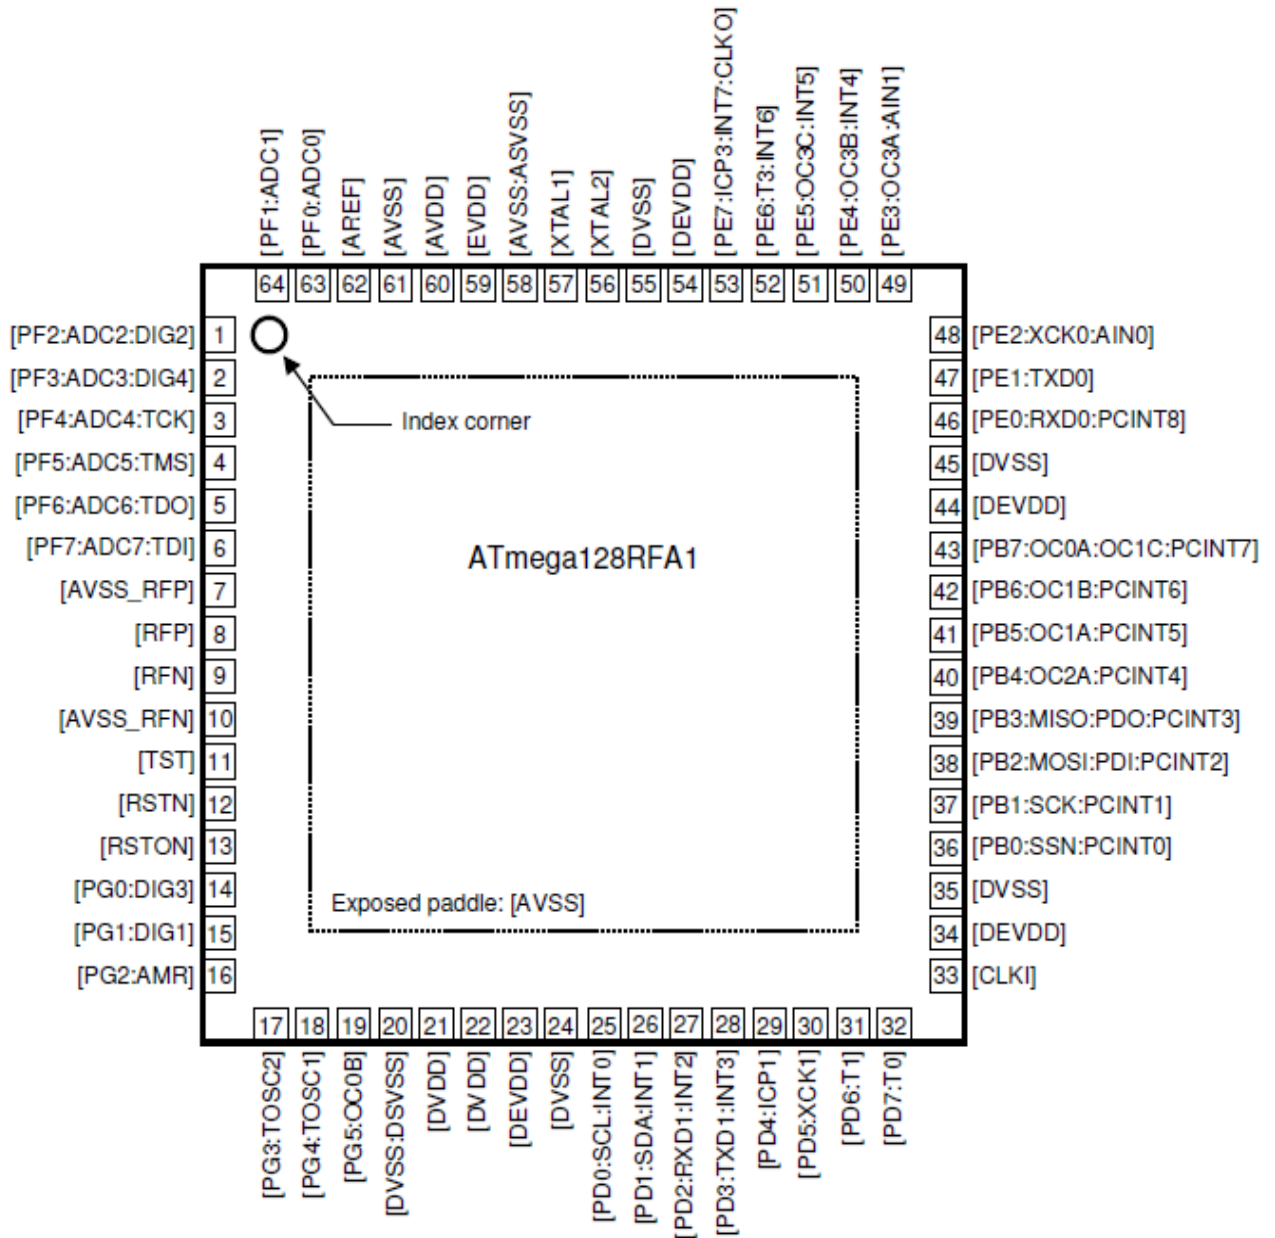 [PF1:ADC1]
[PF0:ADC0]
[AREF]
[AVSS]
[AVDD]
[EVDD]
[AVSS:ASVSS]
[XTAL1]
[XTAL2]
[DVSS]
[DEVDD]
[PE7:ICP3:INT7:CLKO]
[PE6:T3:INT6]
[PE5:OC3C:INT5]
[PE4:OC3B:INT4]
[PE3:OC3A:AIN1]
64 63 62 61 60 59 58 57 56 55 54 53 52 51 50 49
[PF2:ADC2:DIG2] 1
48 [PE2:XCK0:AIN0]
[PF3:ADC3:DIG4] 2
47 [PE1:TXD0]
[PF4:ADC4:TCK] 3
Index corner
46 [PE0:RXD0:PCINT8]
[PF5:ADC5:TMS] 4
45 [DVSS]
[PF6:ADC6:TDO] 5
44 [DEVDD]
[PF7:ADC7:TDI] 6
ATmega128RFA1
43 [PB7:OC0A:OC1C:PCINT7]
[AVSS_RFP] 7
42 [PB6:OC1B:PCINT6]
[RFP] 8
41 [PB5:OC1A:PCINT5]
[RFN] 9
40 [PB4:OC2A:PCINT4]
[AVSS_RFN] 10
39 [PB3:MISO:PDO:PCINT3]
[TST] 11
38 [PB2:MOSI:PDI:PCINT2]
[RSTN] 12
37 [PB1:SCK:PCINT1]
[RSTON] 13
36 [PB0:SSN:PCINT0]
[PG0:DIG3] 14
Exposed paddle: [AVSS]
35 [DVSS]
[PG1:DIG1] 15
34 [DEVDD]
[PG2:AMR] 16
33 [CLKI]
17 18 19 20 21 22 23 24 25 26 27 28 29 30 31 32
[PG3:TOSC2]
[PG4:TOSC1]
[PG5:OC0B]
[DVSS:DSVSS]
[DVDD]
[DVDD]
[DEVDD]
[DVSS]
[PD0:SCL:INT0]
[PD1:SDA:INT1]
[PD2:RXD1:INT2]
[PD3:TXD1:INT3]
[PD4:ICP1]
[PD5:XCK1]
[PD6:T1]
[PD7:T0]